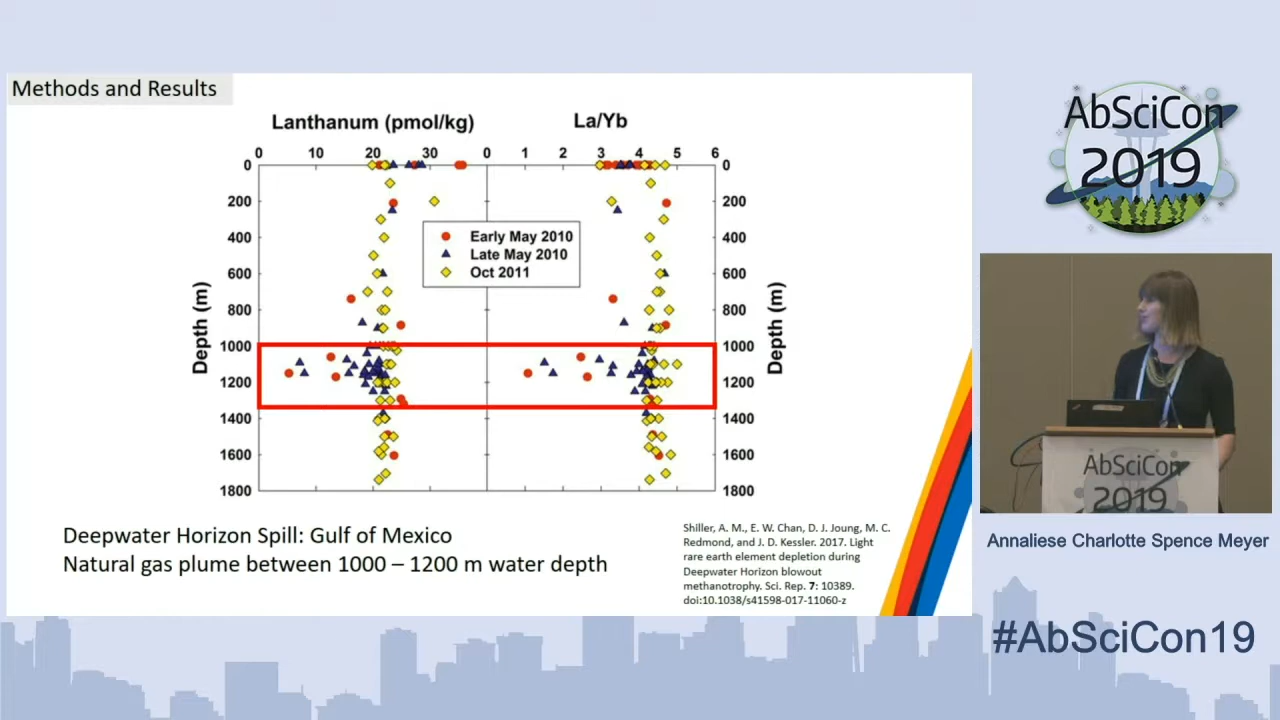 Methods and Results
Lanthanum (pmol/kg)
La/Yb
0 10 20 30 0 1 2 3 4 5 6
0
200
400
600
800
1000
1200
1400
1600
1800
Depth (m)
Early May 2010
Late May 2010
Oct 2011
0
200
400
600
800
1000
1200
1400
1600
1800
Depth (m)
Deepwater Horizon Spill: Gulf of Mexico
Natural gas plume between 1000 – 1200 m water depth
Shiller, A. M., E. W. Chan, D. J. Joung, M. C.
Redmond, and J. D. Kessler. 2017. Light
rare earth element depletion during
Deepwater Horizon blowout
methanotrophy. Sci. Rep. 7: 10389.
doi:10.1038/s41598-017-11060-z
AbSciCon
2019
AbSciCon
2019
Annaliese Charlotte Spence Meyer
#AbSciCon19